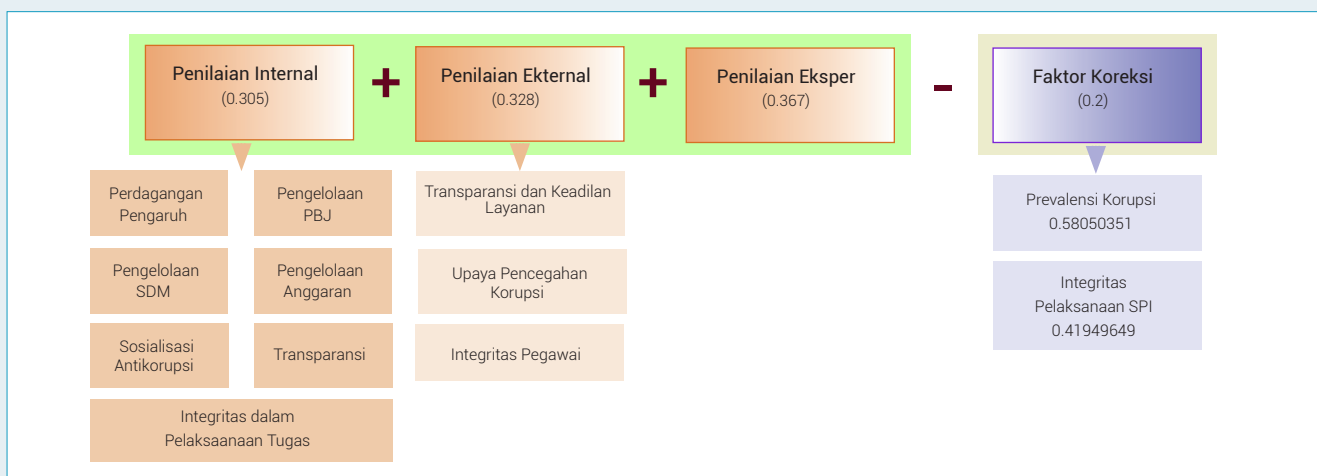 Penilaian Internal
(0.305)
+
Penilaian Ekternal
(0.328)
+
Penilaian Eksper
(0.367)
-
Faktor Koreksi
(0.2)
Perdagangan
Pengaruh
Pengelolaan
PBJ
Pengelolaan
SDM
Pengelolaan
Anggaran
Sosialisasi
Antikorupsi
Transparansi
Integritas dalam
Pelaksaanaan Tugas
Transparansi dan Keadilan
Layanan
Upaya Pencegahan
Korupsi
Integritas Pegawai
Prevalensi Korupsi
0.58050351
Integritas
Pelaksanaan SPI
0.41949649